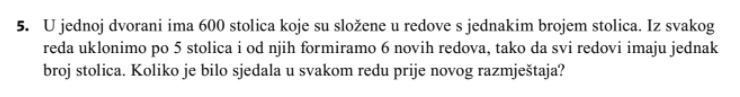 5. U jednoj dvorani ima 600 stolica koje su složene u redove s jednakim brojem stolica. Iz svakog
reda uklonimo po 5 stolica i od njih formiramo 6 novih redova, tako da svi redovi imaju jednak
broj stolica. Koliko je bilo sjedala u svakom redu prije novog razmještaja?